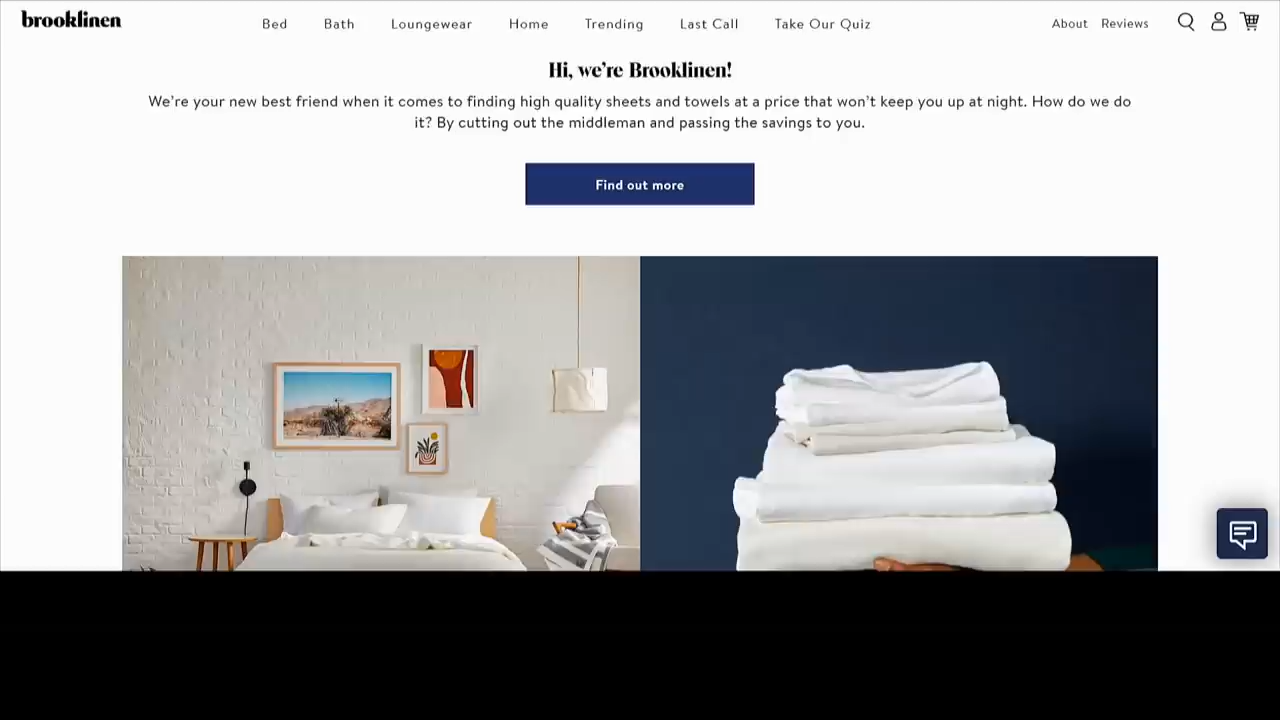 brooklinen
Bed Bath Loungewear Home Trending Last Call Take Our Quiz
About Reviews
Hi, we’re Brooklinen!
We’re your new best friend when it comes to finding high quality sheets and towels at a price that won’t keep you up at night. How do we do
it? By cutting out the middleman and passing the savings to you.
Find out more